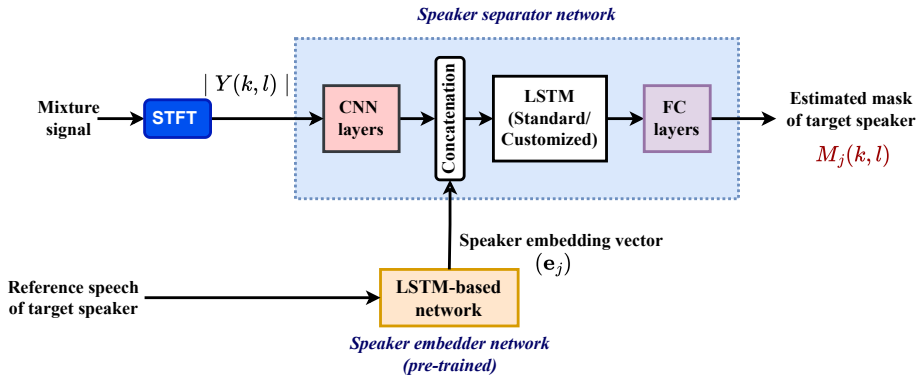 Speaker separator network
| Y(k, l) |
Mixture
signal
STFT
CNN
layers
Concatenation
LSTM
(Standard/
Customized)
FC
layers
Estimated mask
of target speaker
M_j(k, l)
Speaker embedding vector
(e_j)
Reference speech
of target speaker
LSTM-based
network
Speaker embedder network
(pre-trained)